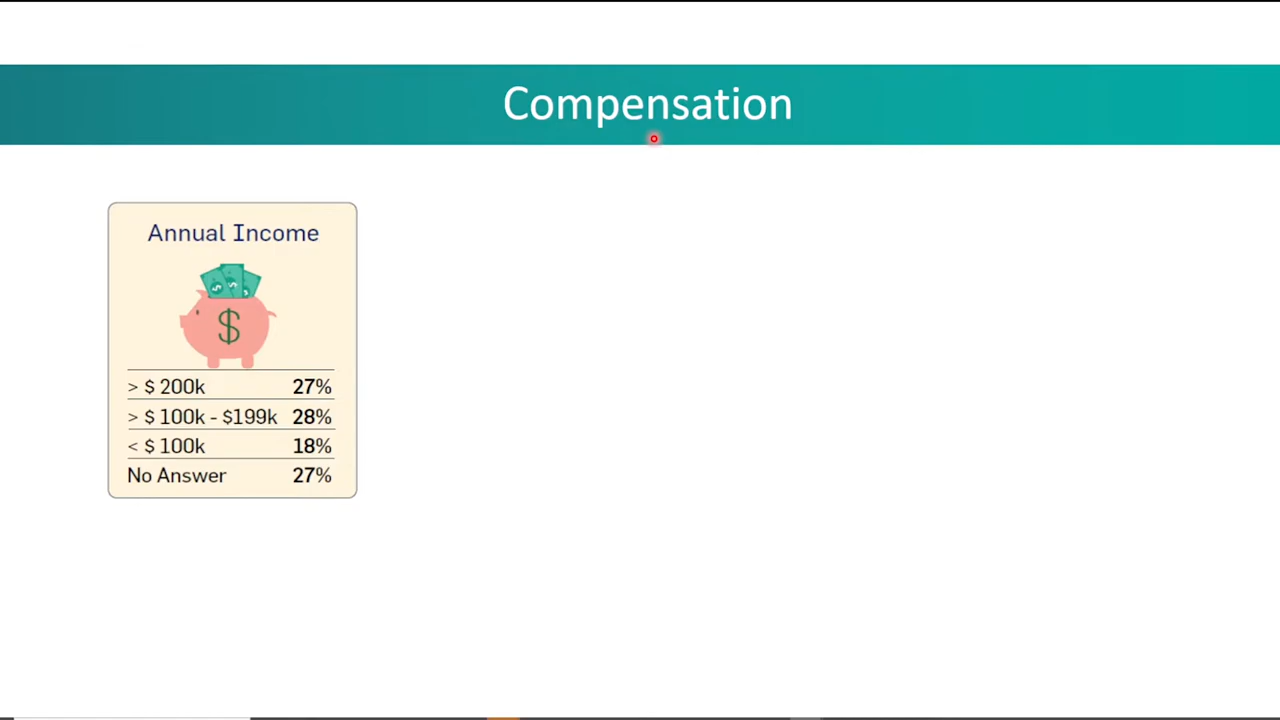 Compensation
Annual Income
$
> $ 200k 27%
> $ 100k - $199k 28%
< $ 100k 18%
No Answer 27%